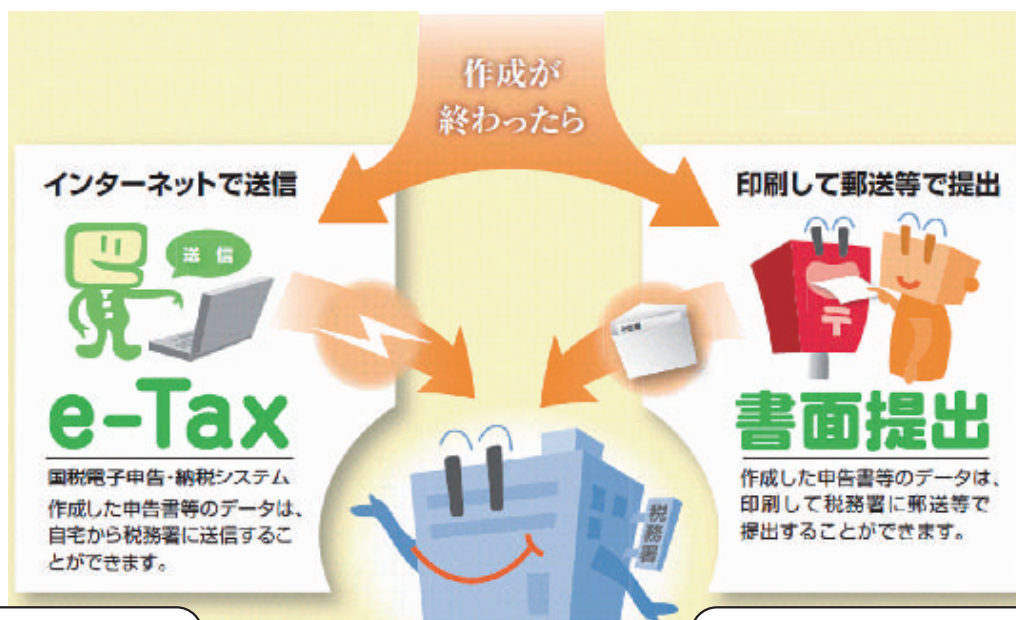 作成が
終わったら
インターネットで送信
送信
e-Tax
国税電子申告・納税システム
作成した申告書等のデータは、
自宅から税務署に送信するこ
とができます。
印刷して郵送等で提出
〒
書面提出
作成した申告書等のデータは、
印刷して税務署に郵送等で
提出することができます。
税務署